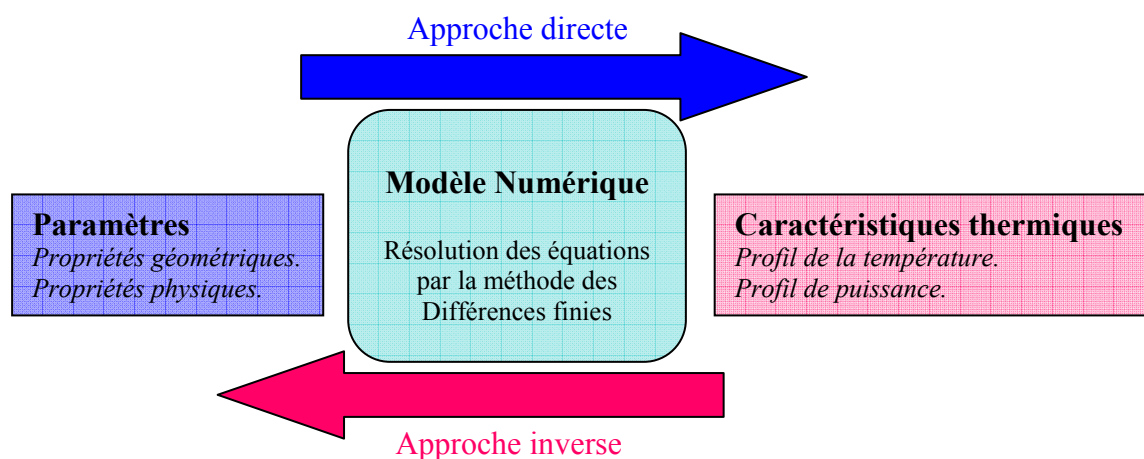 Approche directe
Modèle Numérique
Résolution des équations
par la méthode des
Différences finies
Paramètres
Propriétés géométriques.
Propriétés physiques.
Caractéristiques thermiques
Profil de la température.
Profil de puissance.
Approche inverse